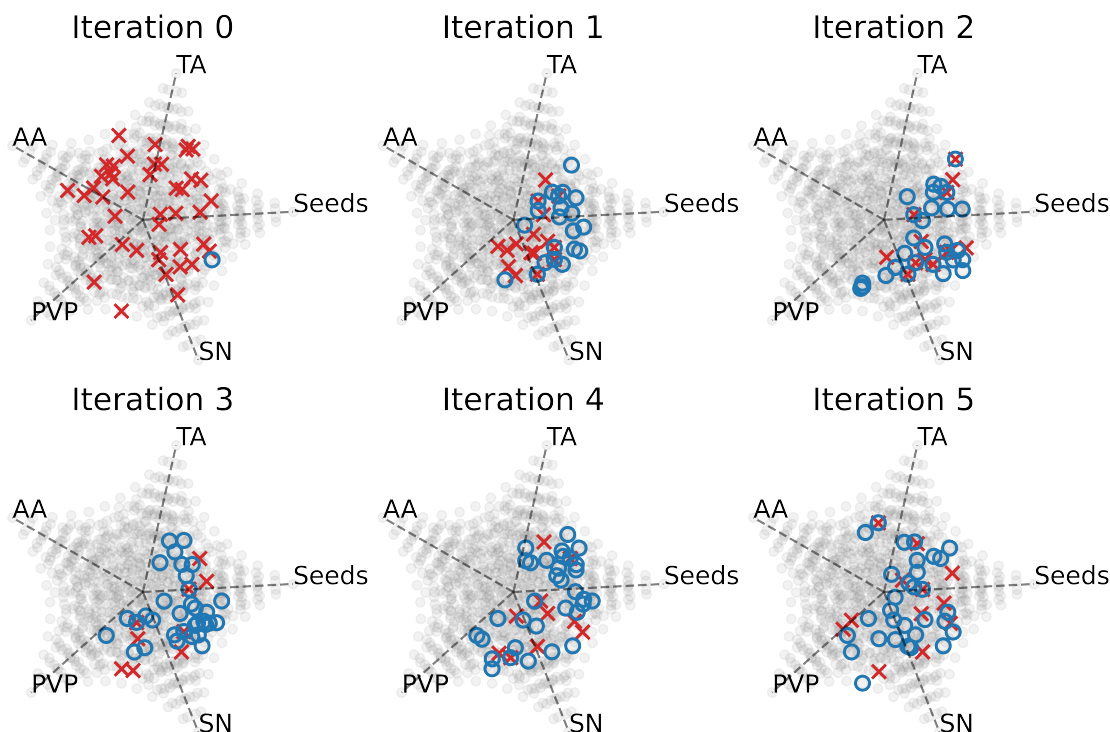 Iteration 0
TA
AA
Seeds
PVP
SN
Iteration 1
TA
AA
Seeds
PVP
SN
Iteration 2
TA
AA
Seeds
PVP
SN
Iteration 3
TA
AA
Seeds
PVP
SN
Iteration 4
TA
AA
Seeds
PVP
SN
Iteration 5
TA
AA
Seeds
PVP
SN